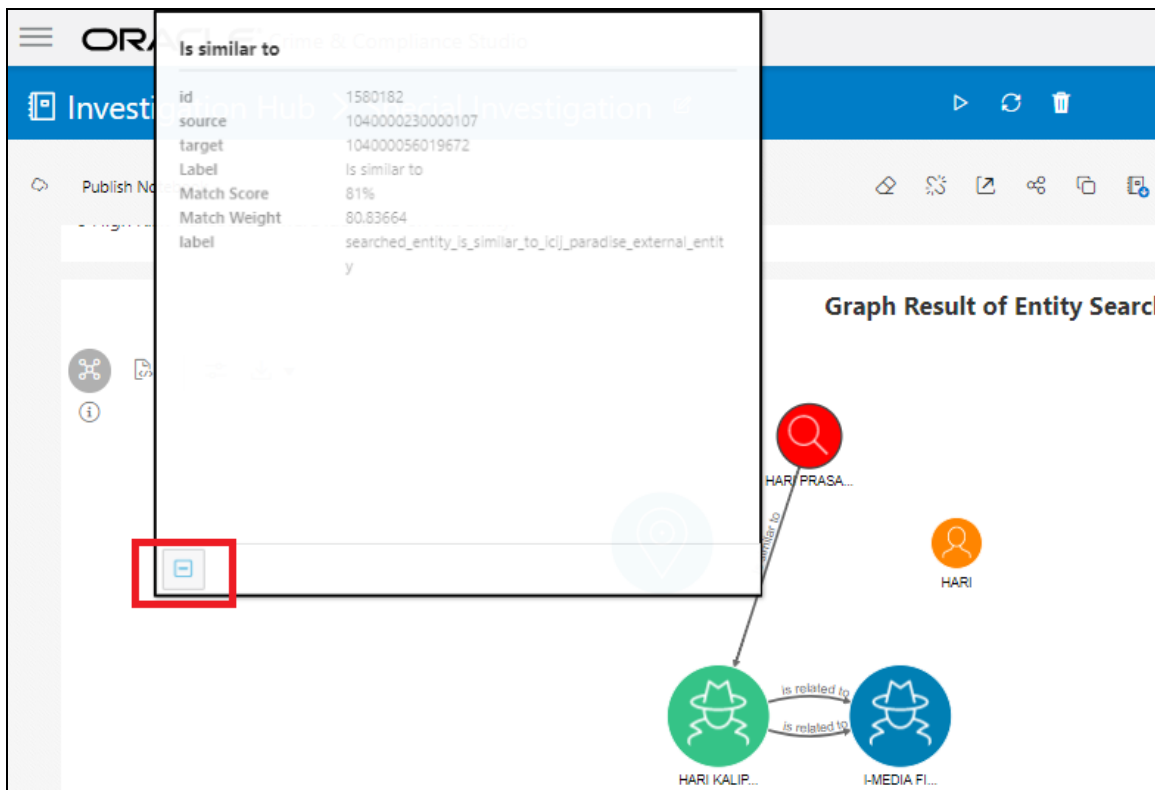 ORACLE Crime & Compliance Studio
Is similar to
Investigation Hub > Special Investigation
id 1580182
source 1040000230000107
target 104000056019672
Label Is similar to
Match Score 81%
Match Weight 80.83664
label searched_entity_is_similar_to_icij_paradise_external_entit
y
Publish No
Graph Result of Entity Searc
HARI PRASA...
similar to
HARI
is related to
is related to
HARI KALIP...
I-MEDIA FI...